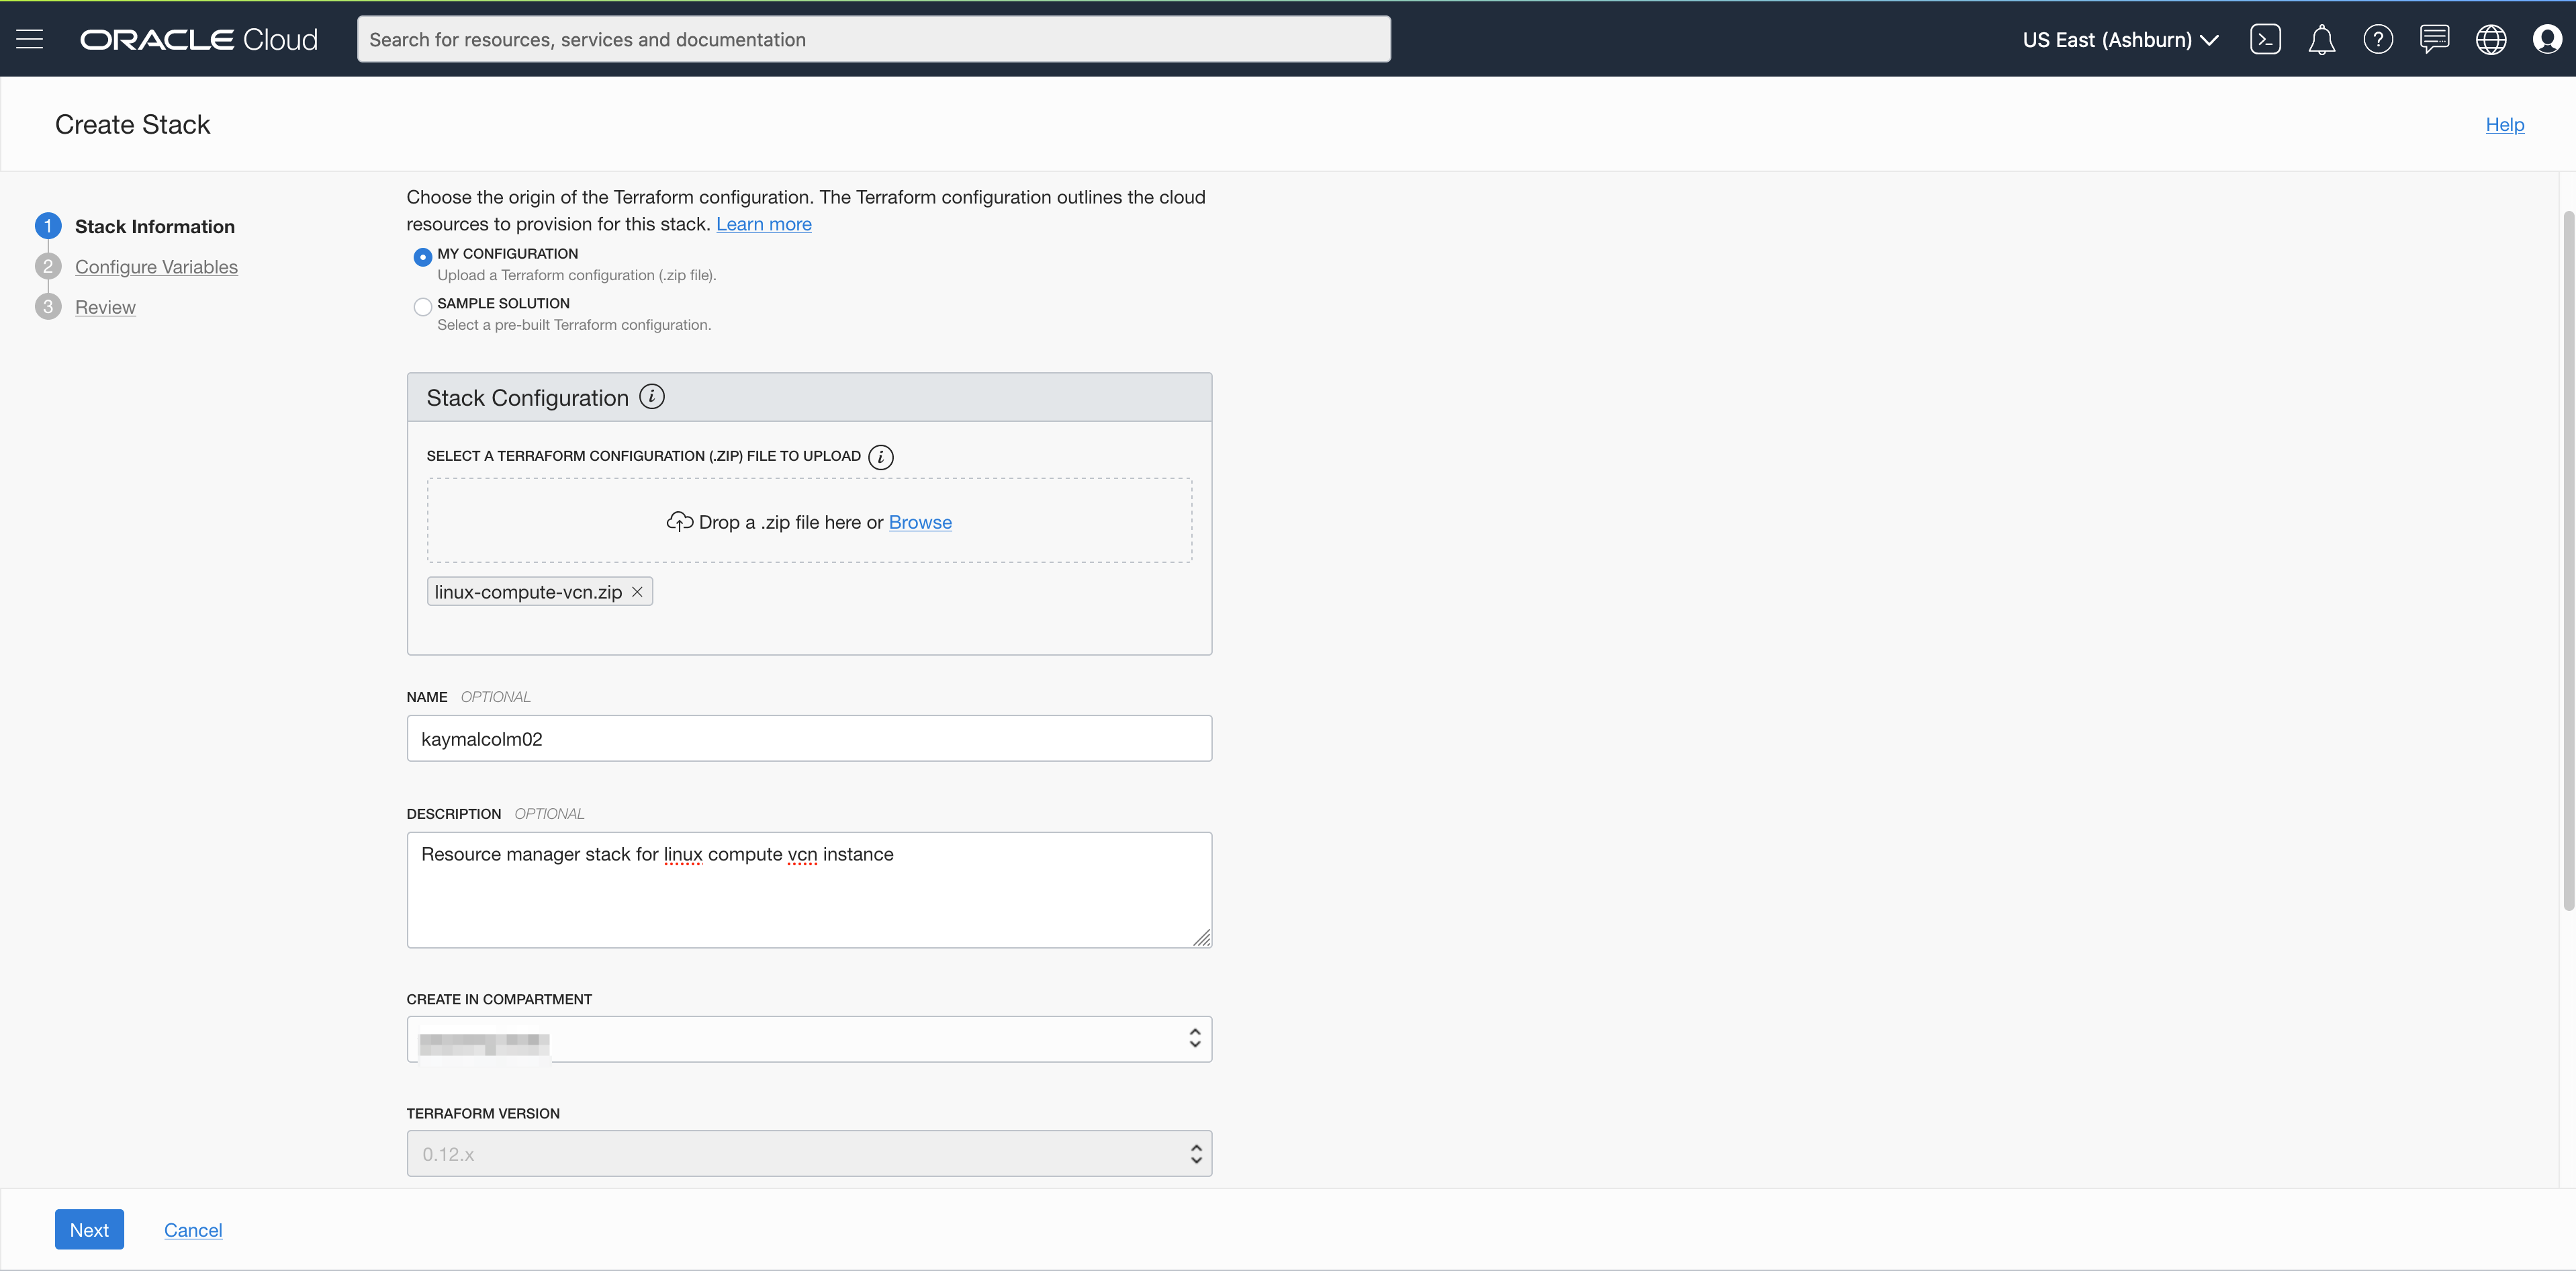 ORACLE Cloud
Search for resources, services and documentation
US East (Ashburn)
Create Stack
Help
1 Stack Information
2 Configure Variables
3 Review
Choose the origin of the Terraform configuration. The Terraform configuration outlines the cloud
resources to provision for this stack. Learn more
MY CONFIGURATION
Upload a Terraform configuration (.zip file).
SAMPLE SOLUTION
Select a pre-built Terraform configuration.
Stack Configuration i
SELECT A TERRAFORM CONFIGURATION (.ZIP) FILE TO UPLOAD i
Drop a .zip file here or Browse
linux-compute-vcn.zip
NAME OPTIONAL
kaymalcolm02
DESCRIPTION OPTIONAL
Resource manager stack for linux compute vcn instance
CREATE IN COMPARTMENT
TERRAFORM VERSION
0.12.x
Next
Cancel